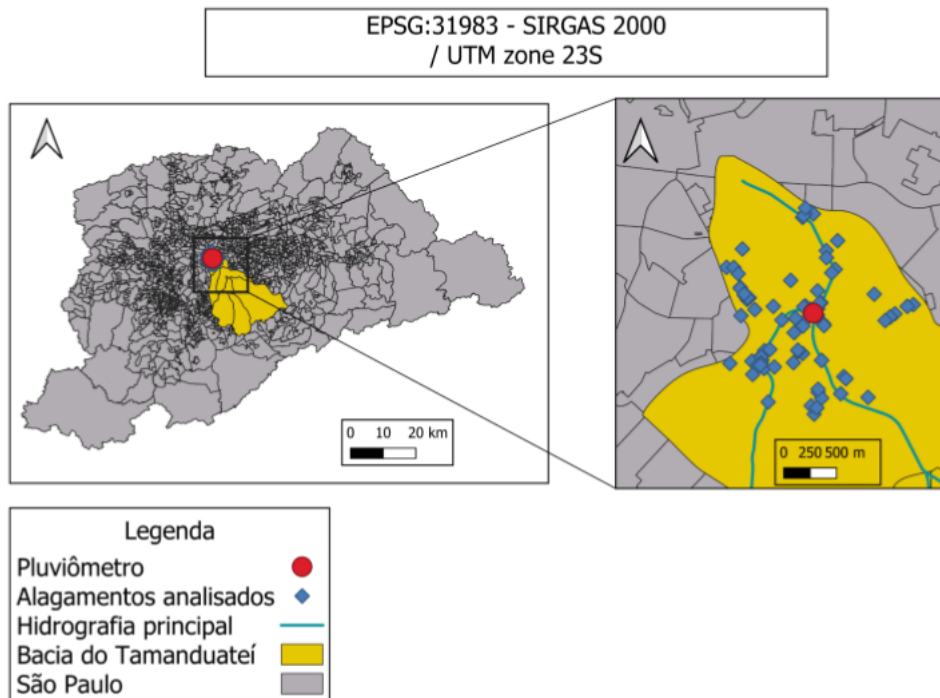 EPSG:31983 - SIRGAS 2000
/ UTM zone 23S
0 10 20 km
0 250 500 m
Legenda
Pluviômetro
Alagamentos analisados
Hidrografia principal
Bacia do Tamanduateí
São Paulo